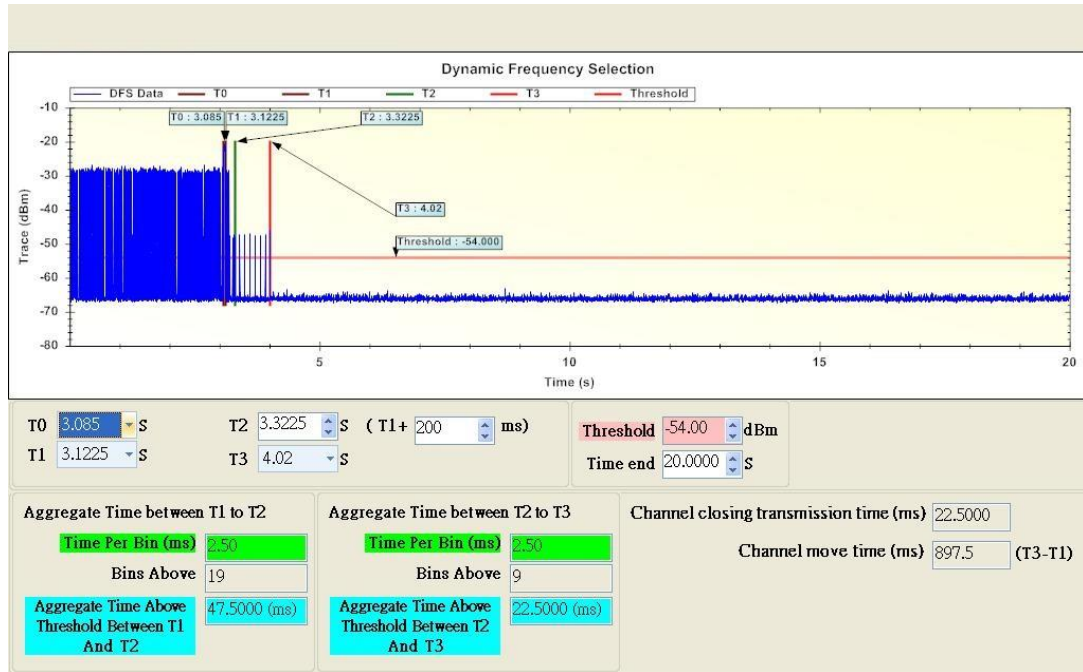 Dynamic Frequency Selection
DFS Data T0 T1 T2 T3 Threshold
Trace (dBm)
-10
-20
-30
-40
-50
-60
-70
-80
T0 : 3.085 T1 : 3.1225 T2 : 3.3225
T3 : 4.02
Threshold : -54.000
5 10 15 20
Time (s)
T0 3.085 S T2 3.3225 S ( T1+ 200 ms) Threshold -54.00 dBm
T1 3.1225 S T3 4.02 S Time end 20.0000 S
Aggregate Time between T1 to T2
Time Per Bin (ms) 2.50
Bins Above 19
Aggregate Time Above 47.5000 (ms)
Threshold Between T1
And T2
Aggregate Time between T2 to T3
Time Per Bin (ms) 2.50
Bins Above 9
Aggregate Time Above 22.5000 (ms)
Threshold Between T2
And T3
Channel closing transmission time (ms) 22.5000
Channel move time (ms) 897.5 (T3-T1)